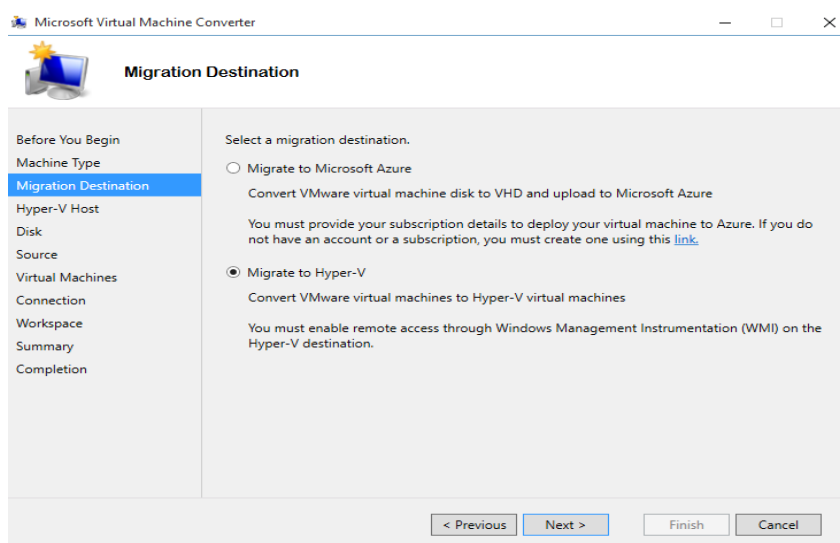 Microsoft Virtual Machine Converter
Migration Destination
Before You Begin
Machine Type
Migration Destination
Hyper-V Host
Disk
Source
Virtual Machines
Connection
Workspace
Summary
Completion
Select a migration destination.
Migrate to Microsoft Azure
Convert VMware virtual machine disk to VHD and upload to Microsoft Azure
You must provide your subscription details to deploy your virtual machine to Azure. If you do
not have an account or a subscription, you must create one using this link.
Migrate to Hyper-V
Convert VMware virtual machines to Hyper-V virtual machines
You must enable remote access through Windows Management Instrumentation (WMI) on the
Hyper-V destination.
< Previous
Next >
Finish
Cancel